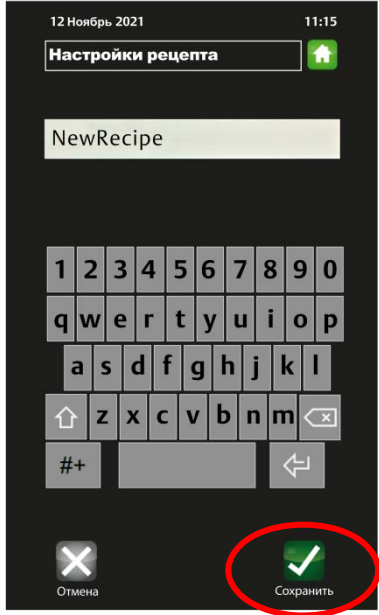 12 Ноябрь 2021 11:15
Настройки рецепта
NewRecipe
1 2 3 4 5 6 7 8 9 0
q w e r t y u i o p
a s d f g h j k l
z x c v b n m
#+
Отмена Сохранить